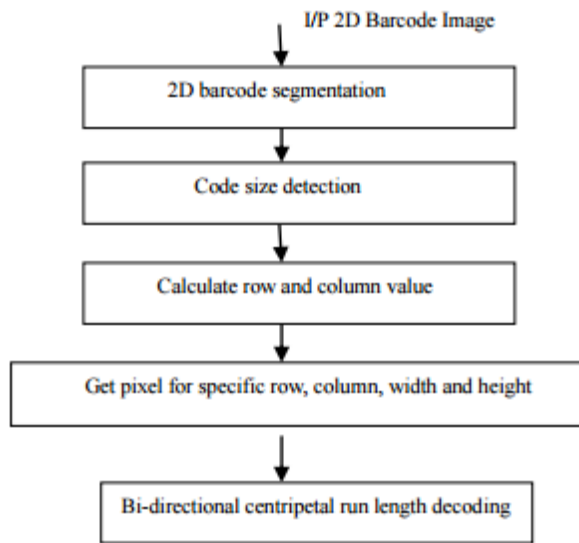 I/P 2D Barcode Image
2D barcode segmentation
Code size detection
Calculate row and column value
Get pixel for specific row, column, width and height
Bi-directional centripetal run length decoding